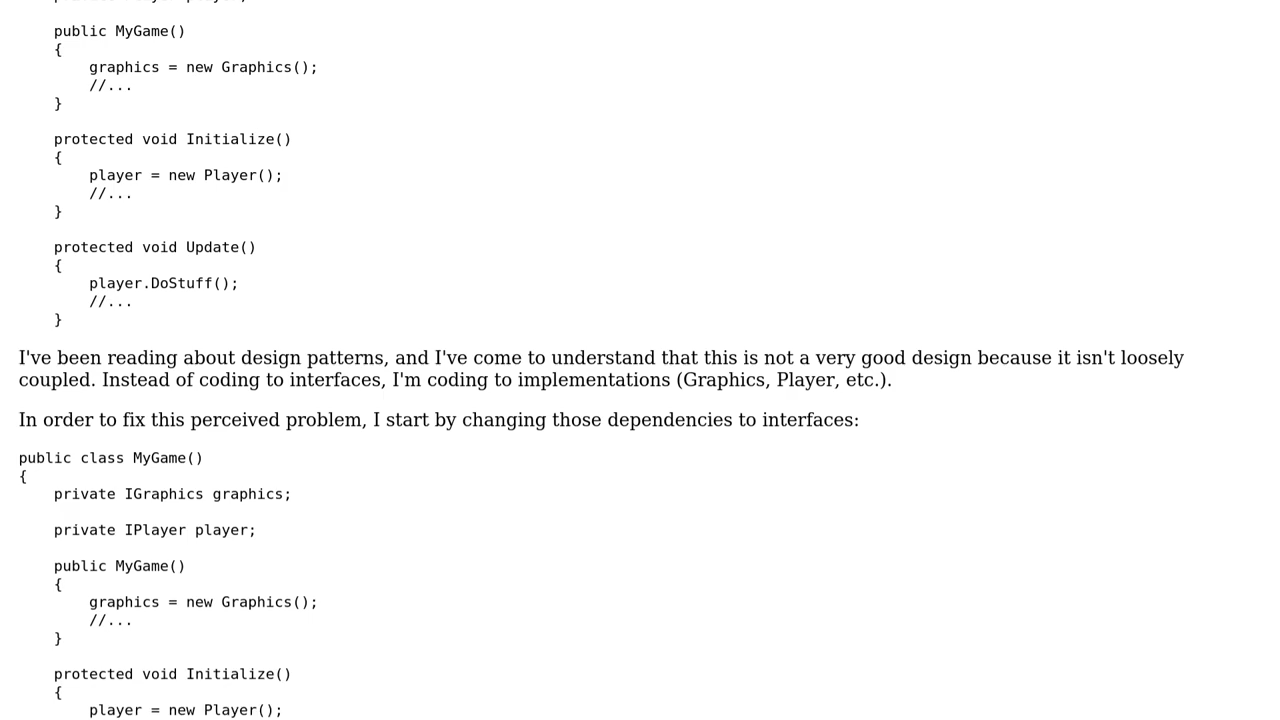 public MyGame()
{
graphics = new Graphics();
//...
}
protected void Initialize()
{
player = new Player();
//...
}
protected void Update()
{
player.DoStuff();
//...
}
I've been reading about design patterns, and I've come to understand that this is not a very good design because it isn't loosely
coupled. Instead of coding to interfaces, I'm coding to implementations (Graphics, Player, etc.).
In order to fix this perceived problem, I start by changing those dependencies to interfaces:
public class MyGame()
{
private IGraphics graphics;
private IPlayer player;
public MyGame()
{
graphics = new Graphics();
//...
}
protected void Initialize()
{
player = new Player();